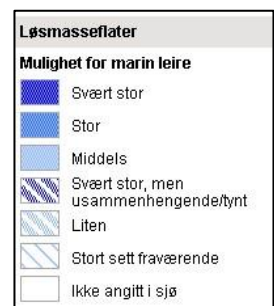 Løsmasseflater
Mulighet for marin leire
Svært stor
Stor
Middels
Svært stor, men
usammenhengende/tynt
Liten
Stort sett fraværende
Ikke angitt i sjø